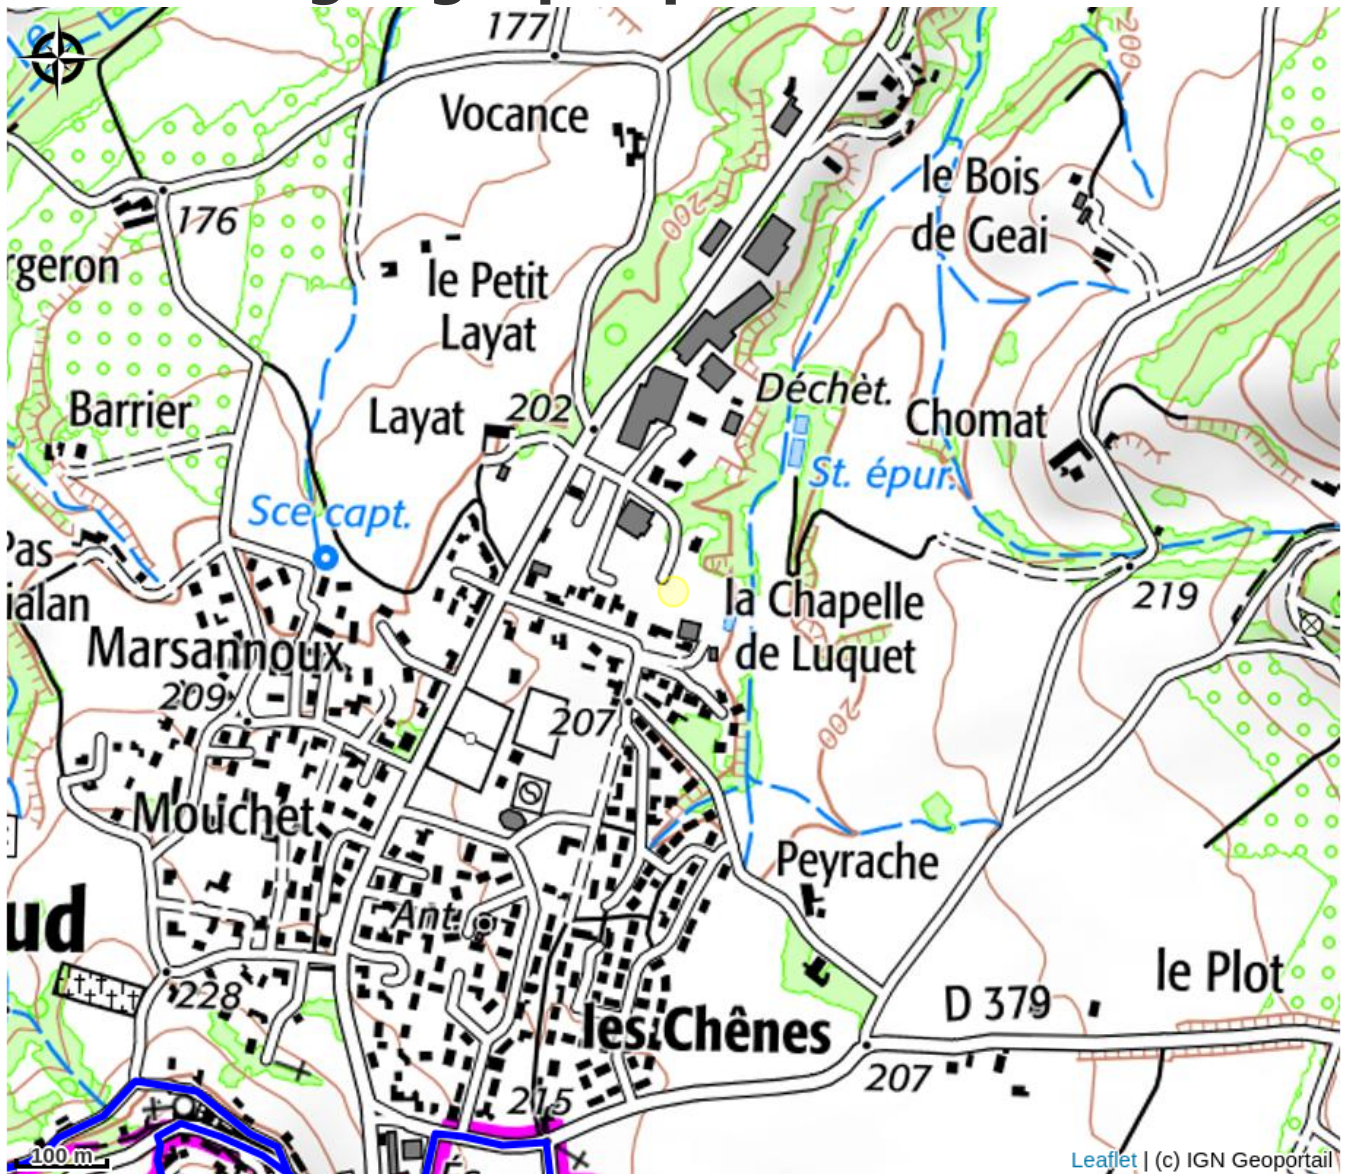 177
Vocance
200
le Bois
de Geai
176
200
rgeron
le Petit
Layat
Déchèt.
Barrier
Layat
202
Chomat
St. épur.
Sce capt.
Pas
ialan
la Chapelle
de Luquet
219
Marsannoux
209
207
200
Mouchet
Peyrache
ud
Ant.
le Plot
228
D 379
les Chênes
207
215
100 m
Leaflet | (c) IGN Geoportail